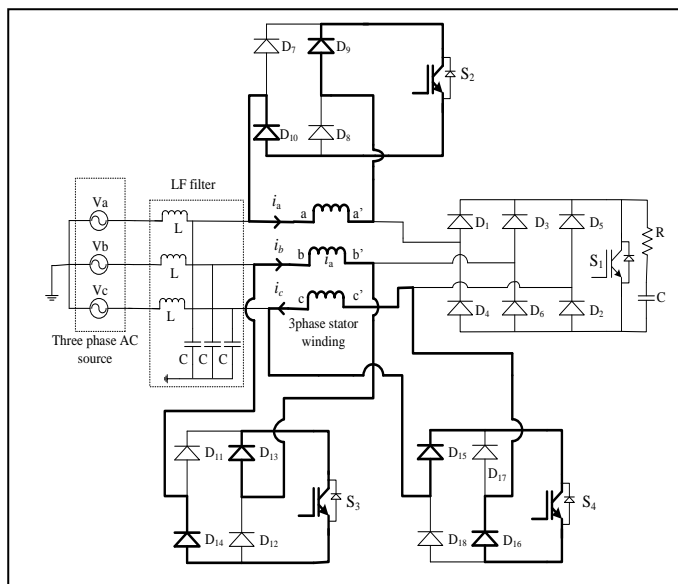 D7 D9
S2
D10 D8
LF filter
Va
L
ia
a a'
D1 D3 D5
R
Vb
L
ib
b b'
ia
S1
Vc
L
ic
c c'
C
D4 D6 D2
Three phase AC
source
C C C
3phase stator
winding
D11 D13
D15
D17
S3
S4
D14 D12
D18 D16